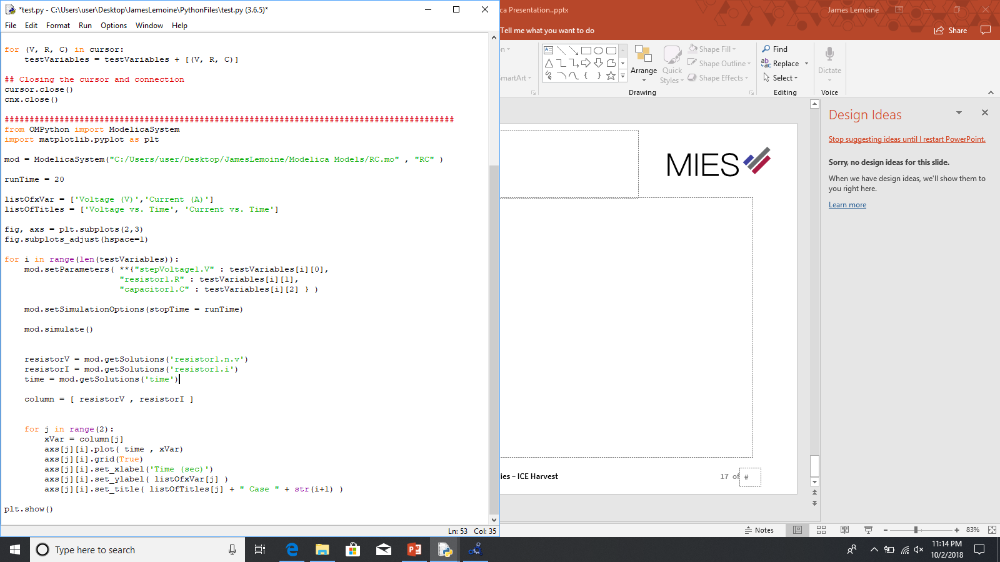 *test.py - C:\Users\user\Desktop\JamesLemoine\PythonFiles\test.py (3.6.5)*
File Edit Format Run Options Window Help
for (V, R, C) in cursor:
    testVariables = testVariables + [(V, R, C)]
## Closing the cursor and connection
cursor.close()
cnx.close()
##########################################################################################
from OMPython import ModelicaSystem
import matplotlib.pyplot as plt
mod = ModelicaSystem("C:/Users/user/Desktop/JamesLemoine/Modelica Models/RC.mo" , "RC" )
runTime = 20
listOfxVar = ['Voltage (V)','Current (A)']
listOfTitles = ['Voltage vs. Time', 'Current vs. Time']
fig, axs = plt.subplots(2,3)
fig.subplots_adjust(hspace=1)
for i in range(len(testVariables)):
    mod.setParameters( **{"stepVoltage1.V" : testVariables[i][0],
                       "resistor1.R" : testVariables[i][1],
                       "capacitor1.C" : testVariables[i][2] } )
    mod.setSimulationOptions(stopTime = runTime)
    mod.simulate()
    resistorV = mod.getSolutions('resistor1.n.v')
    resistorI = mod.getSolutions('resistor1.i')
    time = mod.getSolutions('time')
    column = [ resistorV , resistorI ]
    for j in range(2):
        xVar = column[j]
        axs[j][i].plot( time , xVar)
        axs[j][i].grid(True)
        axs[j][i].set_xlabel('Time (sec)')
        axs[j][i].set_ylabel( listOfxVar[j] )
        axs[j][i].set_title( listOfTitles[j] + " Case " + str(i+1) )
plt.show()
Ln: 53 Col: 35
ca Presentation..pptx
James Lemoine
Tell me what you want to do
Share
on
SmartArt
Arrange
Quick Styles
Shape Fill
Shape Outline
Shape Effects
Drawing
Find
Replace
Select
Editing
Dictate
Voice
MIES
ies – ICE Harvest
17 of #
Design Ideas
Stop suggesting ideas until I restart PowerPoint.
Sorry, no design ideas for this slide.
When we have design ideas, we'll show them to
you right here.
Learn more
Notes
83%
Type here to search
11:14 PM
10/2/2018